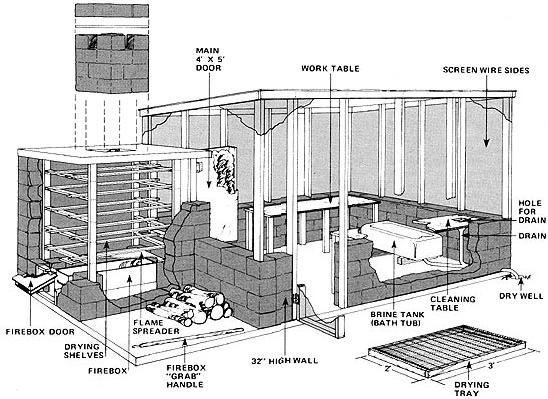 MAIN
4' X 5'
DOOR
WORK TABLE
SCREEN WIRE SIDES
HOLE
FOR
DRAIN
DRAIN
FIREBOX DOOR
DRYING
SHELVES
FIREBOX
FLAME
SPREADER
FIREBOX
"GRAB"
HANDLE
32" HIGH WALL
BRINE TANK
(BATH TUB)
CLEANING
TABLE
DRY WELL
2'
3'
DRYING
TRAY